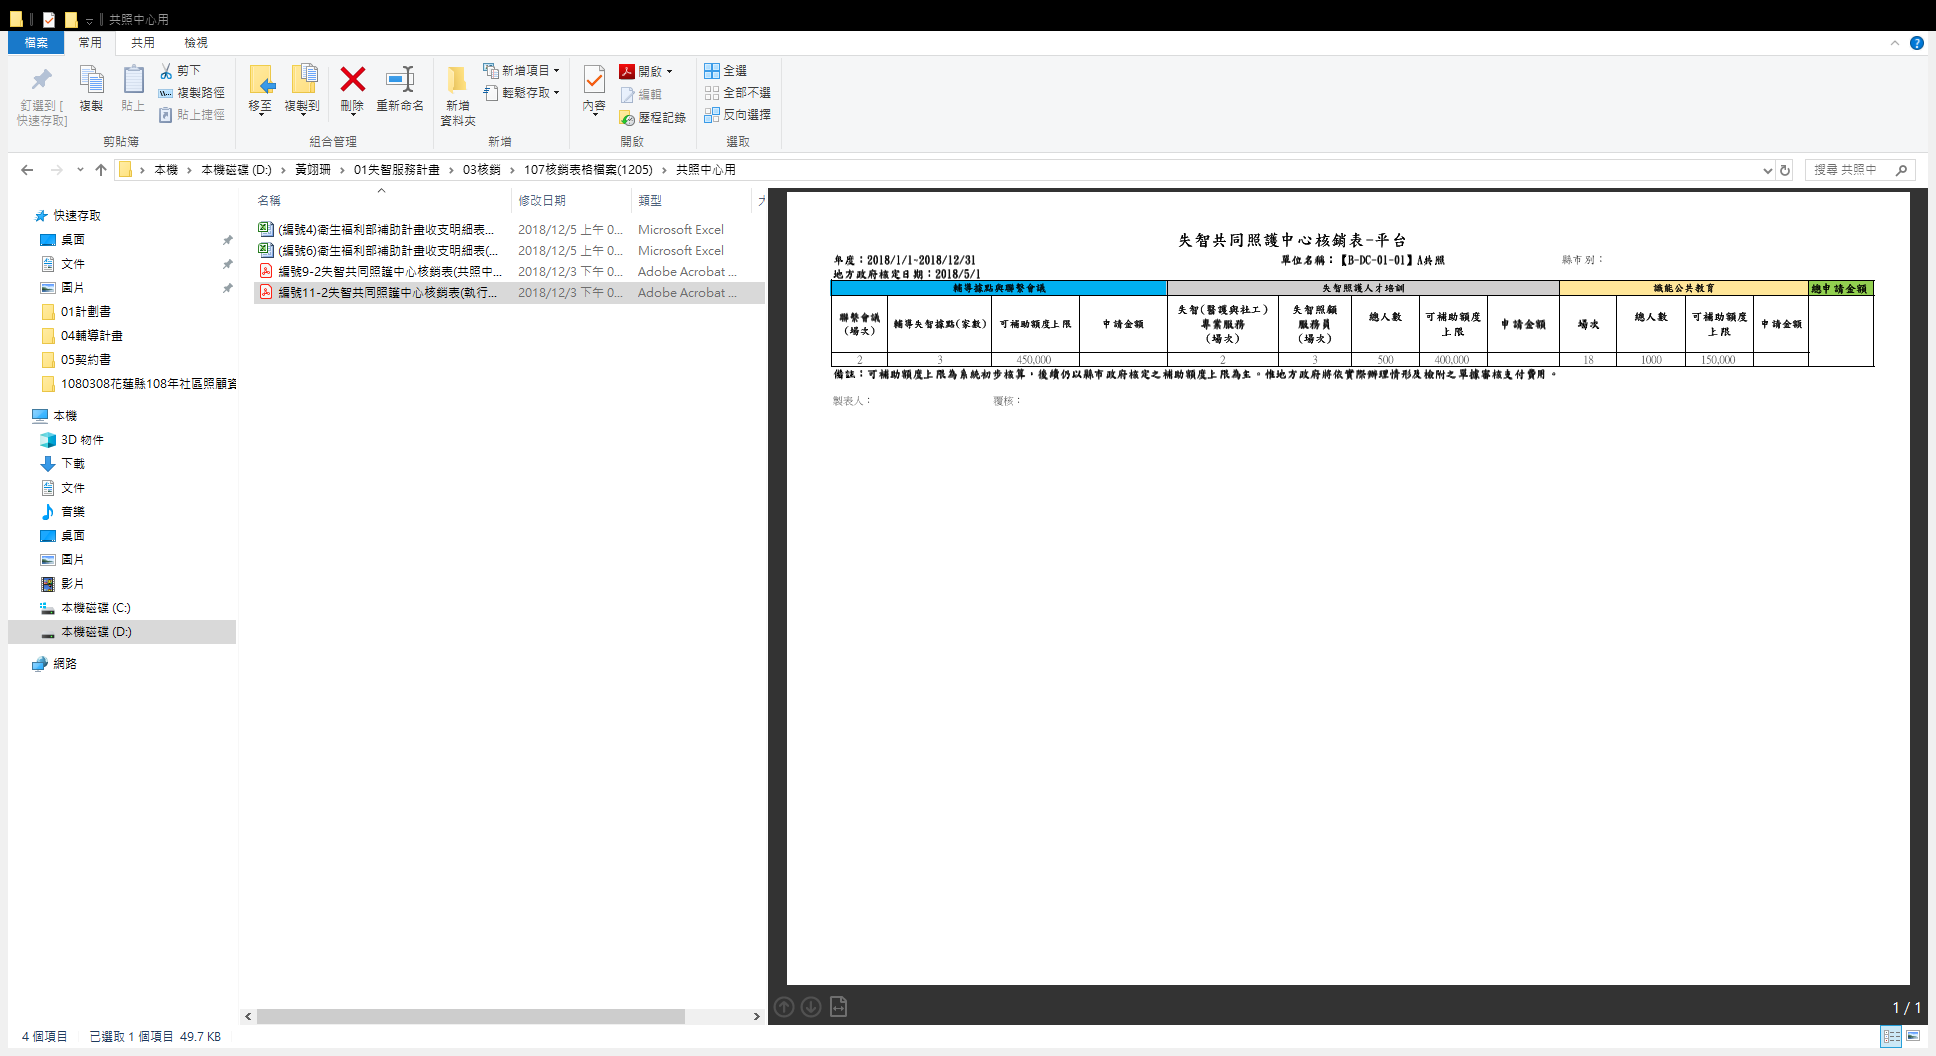 共照中心用
檔案 常用 共用 檢視
釘選到 [
快速存取]
複製
貼上
剪下
複製路徑
貼上捷徑
剪貼簿
移至
複製到
刪除
重新命名
組合管理
新增
資料夾
新增項目
輕鬆存取
新增
內容
開啟
編輯
歷程記錄
開啟
全選
全部不選
反向選擇
選取
本機 › 本機磁碟 (D:) › 黃翊珊 › 01失智服務計畫 › 03核銷 › 107核銷表格檔案(1205) › 共照中心用
搜尋 共照中
快速存取
桌面
文件
圖片
01計劃書
04輔導計畫
05契約書
1080308花蓮縣108年社區照顧資
本機
3D 物件
下載
文件
音樂
桌面
圖片
影片
本機磁碟 (C:)
本機磁碟 (D:)
網路
名稱 修改日期 類型
(編號4)衛生福利部補助計畫收支明細表... 2018/12/5 上午 0... Microsoft Excel
(編號6)衛生福利部補助計畫收支明細表(... 2018/12/5 上午 0... Microsoft Excel
編號9-2失智共同照護中心核銷表(共照中... 2018/12/3 下午 0... Adobe Acrobat ...
編號11-2失智共同照護中心核銷表(執行... 2018/12/3 下午 0... Adobe Acrobat ...
失智共同照護中心核銷表-平台
年度：2018/1/1~2018/12/31 單位名稱：【B-DC-01-01】A共照 縣市別：
地方政府核定日期：2018/5/1
輔導據點與聯繫會議 失智照護人才培訓 識能公共教育 總申請金額
聯繫會議
(場次)
輔導失智據點(家數)
可補助額度上限
申請金額
失智(醫護與社工)
專業服務
(場次)
失智照顧
服務員
(場次)
總人數
可補助額度
上限
申請金額
場次
總人數
可補助額度
上限
申請金額
2 3 450,000 2 3 500 400,000 18 1000 150,000
備註：可補助額度上限為系統初步核算，後續仍以縣市政府核定之補助額度上限為主。惟地方政府將依實際辦理情形及檢附之單據審核支付費用。
製表人： 覆核：
1 / 1
4 個項目 已選取 1 個項目 49.7 KB